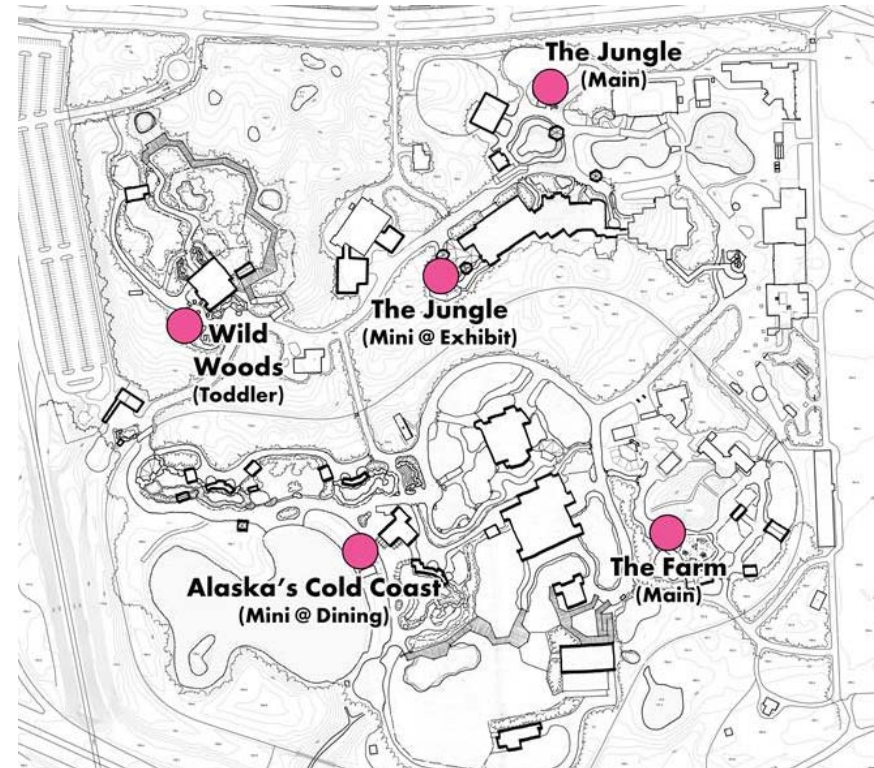 The Jungle
(Main)
The Jungle
(Mini @ Exhibit)
Wild
Woods
(Toddler)
Alaska's Cold Coast
(Mini @ Dining)
The Farm
(Main)